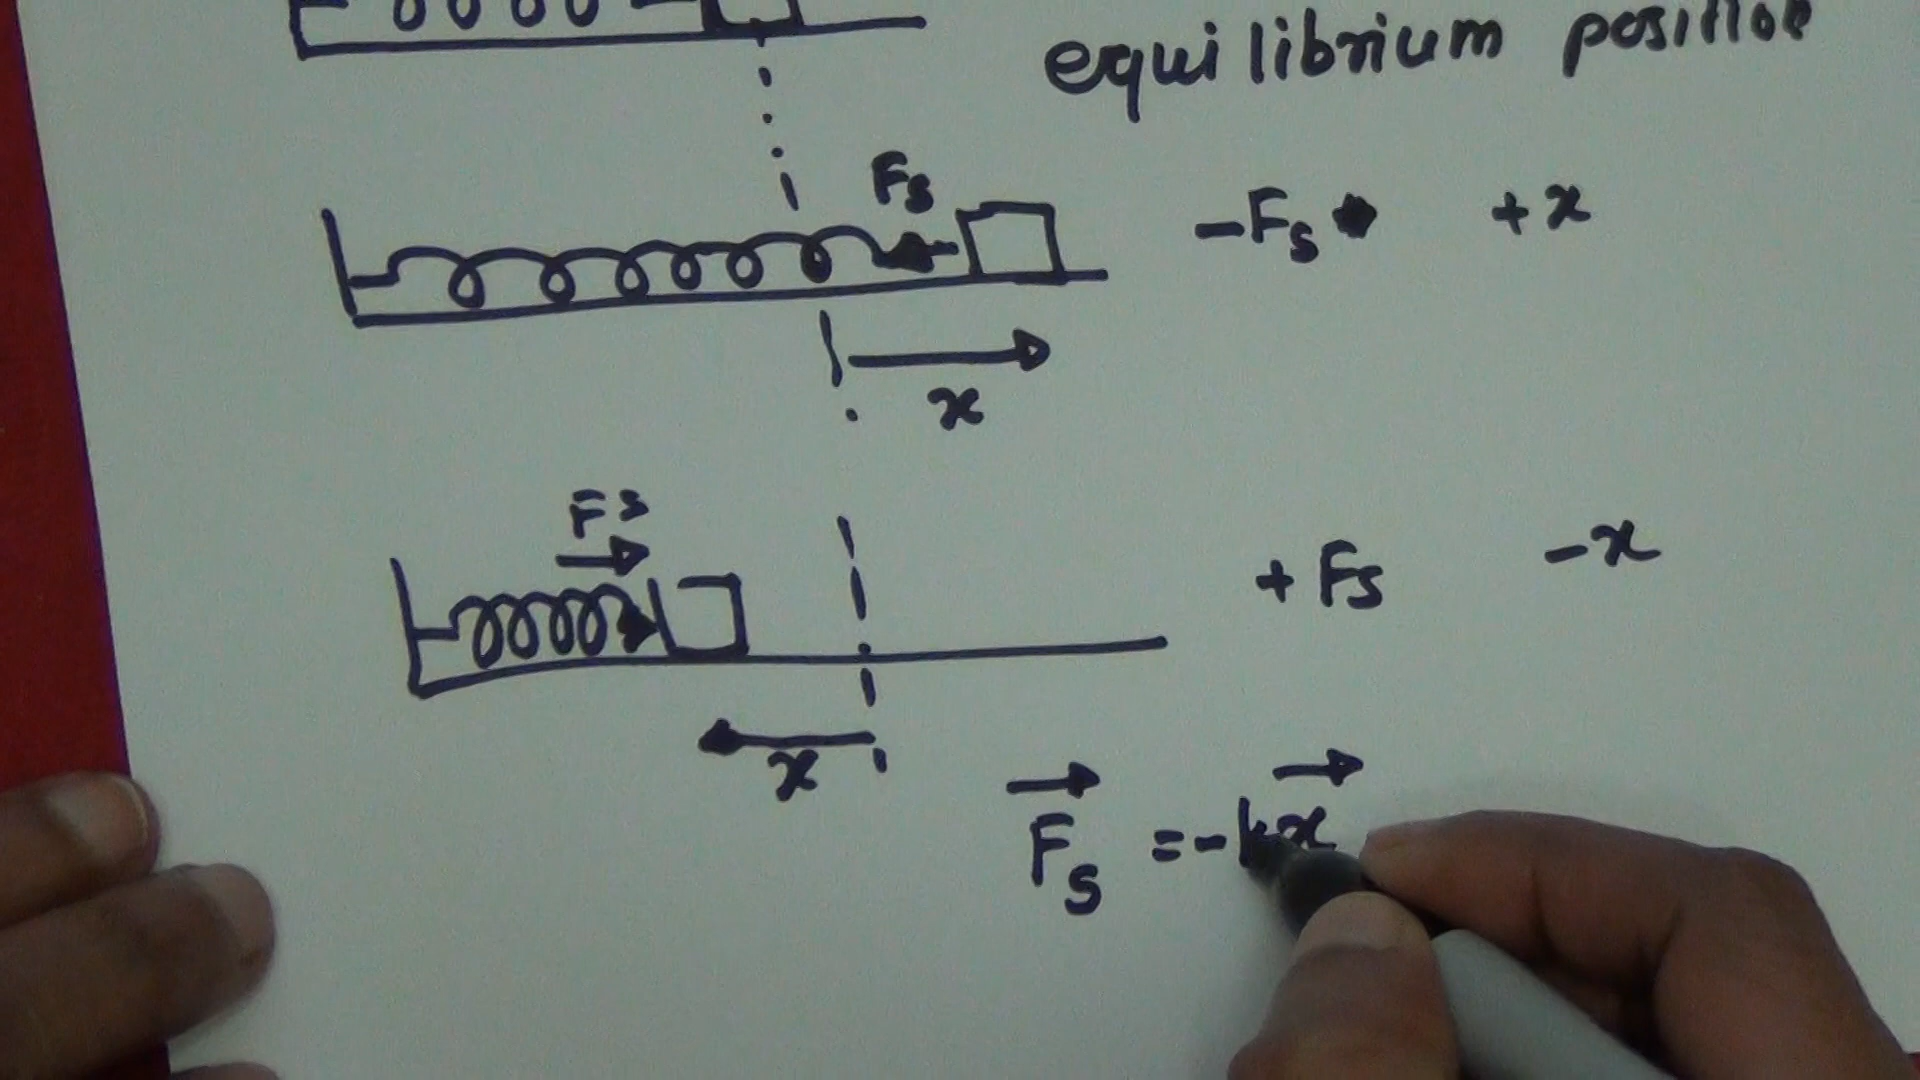 equilibrium position
Fs
-Fs +x
x
Fs
+ Fs -x
x
Fs = -kx